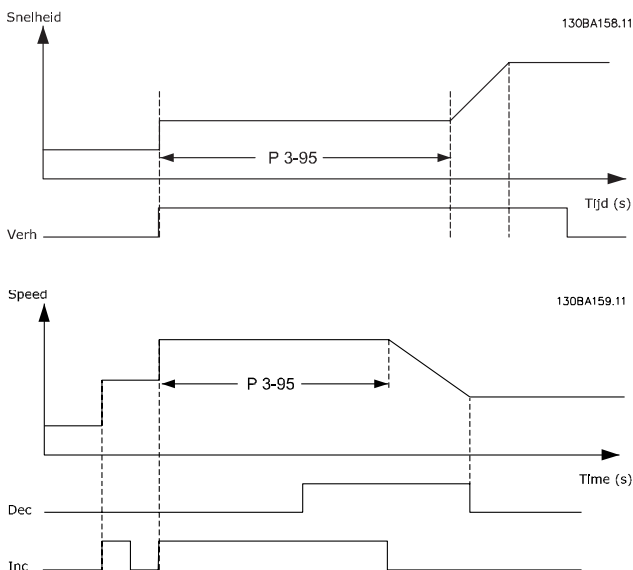 Snelheid
130BA158.11
P 3-95
Tijd (s)
Verh
Speed
130BA159.11
P 3-95
Time (s)
Dec
Inc